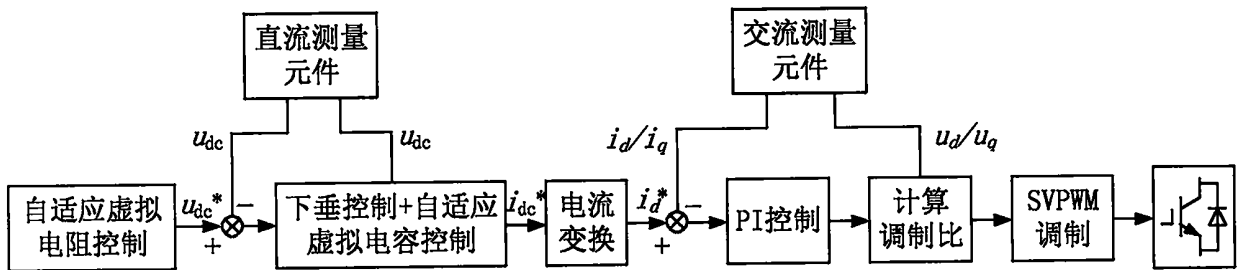 直流测量
元件
交流测量
元件
u_dc
u_dc
i_d/i_q
u_d/u_q
自适应虚拟
电阻控制
u_dc*
−
+
下垂控制+自适应
虚拟电容控制
i_dc*
电流
变换
i_d*
−
+
PI控制
计算
调制比
SVPWM
调制